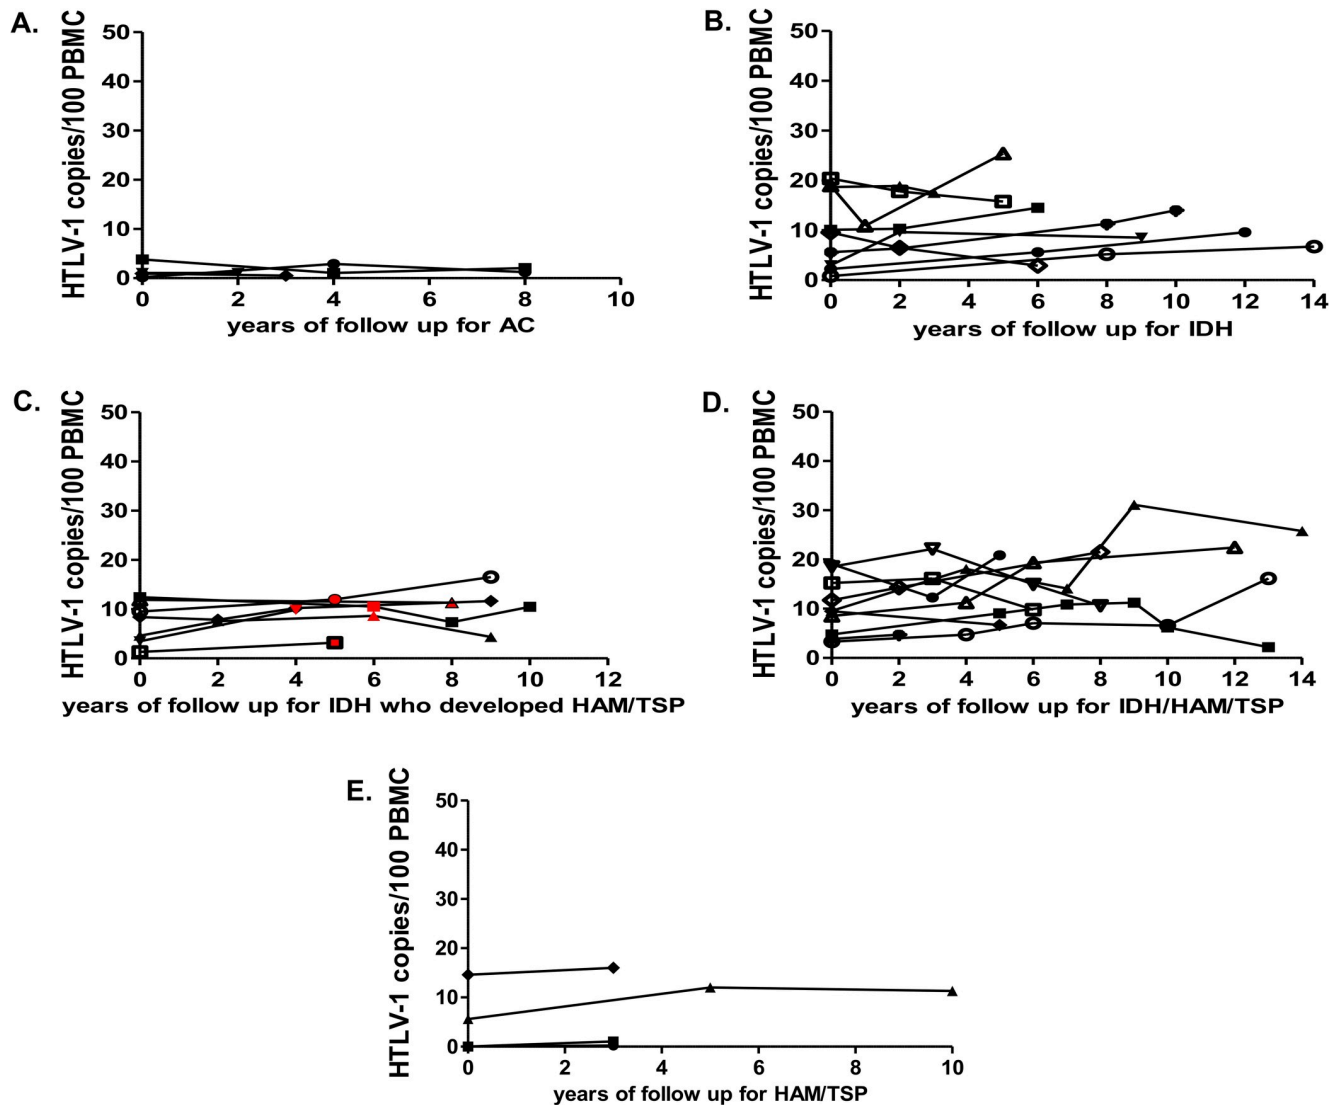 A.
HTLV-1 copies/100 PBMC
50
40
30
20
10
0
0 2 4 6 8 10
years of follow up for AC
B.
HTLV-1 copies/100 PBMC
50
40
30
20
10
0
0 2 4 6 8 10 12 14
years of follow up for IDH
C.
HTLV-1 copies/100 PBMC
50
40
30
20
10
0
0 2 4 6 8 10 12
years of follow up for IDH who developed HAM/TSP
D.
HTLV-1 copies/100 PBMC
50
40
30
20
10
0
0 2 4 6 8 10 12 14
years of follow up for IDH/HAM/TSP
E.
HTLV-1 copies/100 PBMC
50
40
30
20
10
0
0 2 4 6 8 10
years of follow up for HAM/TSP